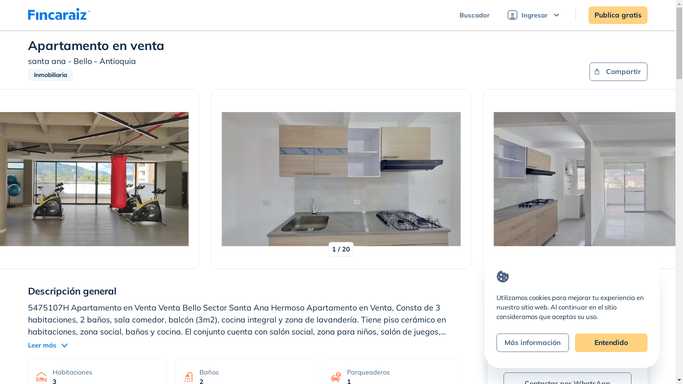 Fincaraiz
Buscador
Ingresar
Publica gratis
Apartamento en venta
santa ana - Bello - Antioquia
Inmobiliaria
Compartir
1 / 20
Descripción general
5475107H Apartamento en Venta Venta Bello Sector Santa Ana Hermoso Apartamento en Venta, Consta de 3
habitaciones, 2 baños, sala comedor, balcón (3m2), cocina integral y zona de lavandería. Tiene piso cerámico en
habitaciones, zona social, baños y cocina. El conjunto cuenta con salón social, zona para niños, salón de juegos,...
Leer más
Habitaciones
3
Baños
2
Parqueaderos
1
Utilizamos cookies para mejorar tu experiencia en
nuestro sitio web. Al continuar en el sitio
consideramos que aceptas su uso.
Más información
Entendido
Contactar por WhatsApp